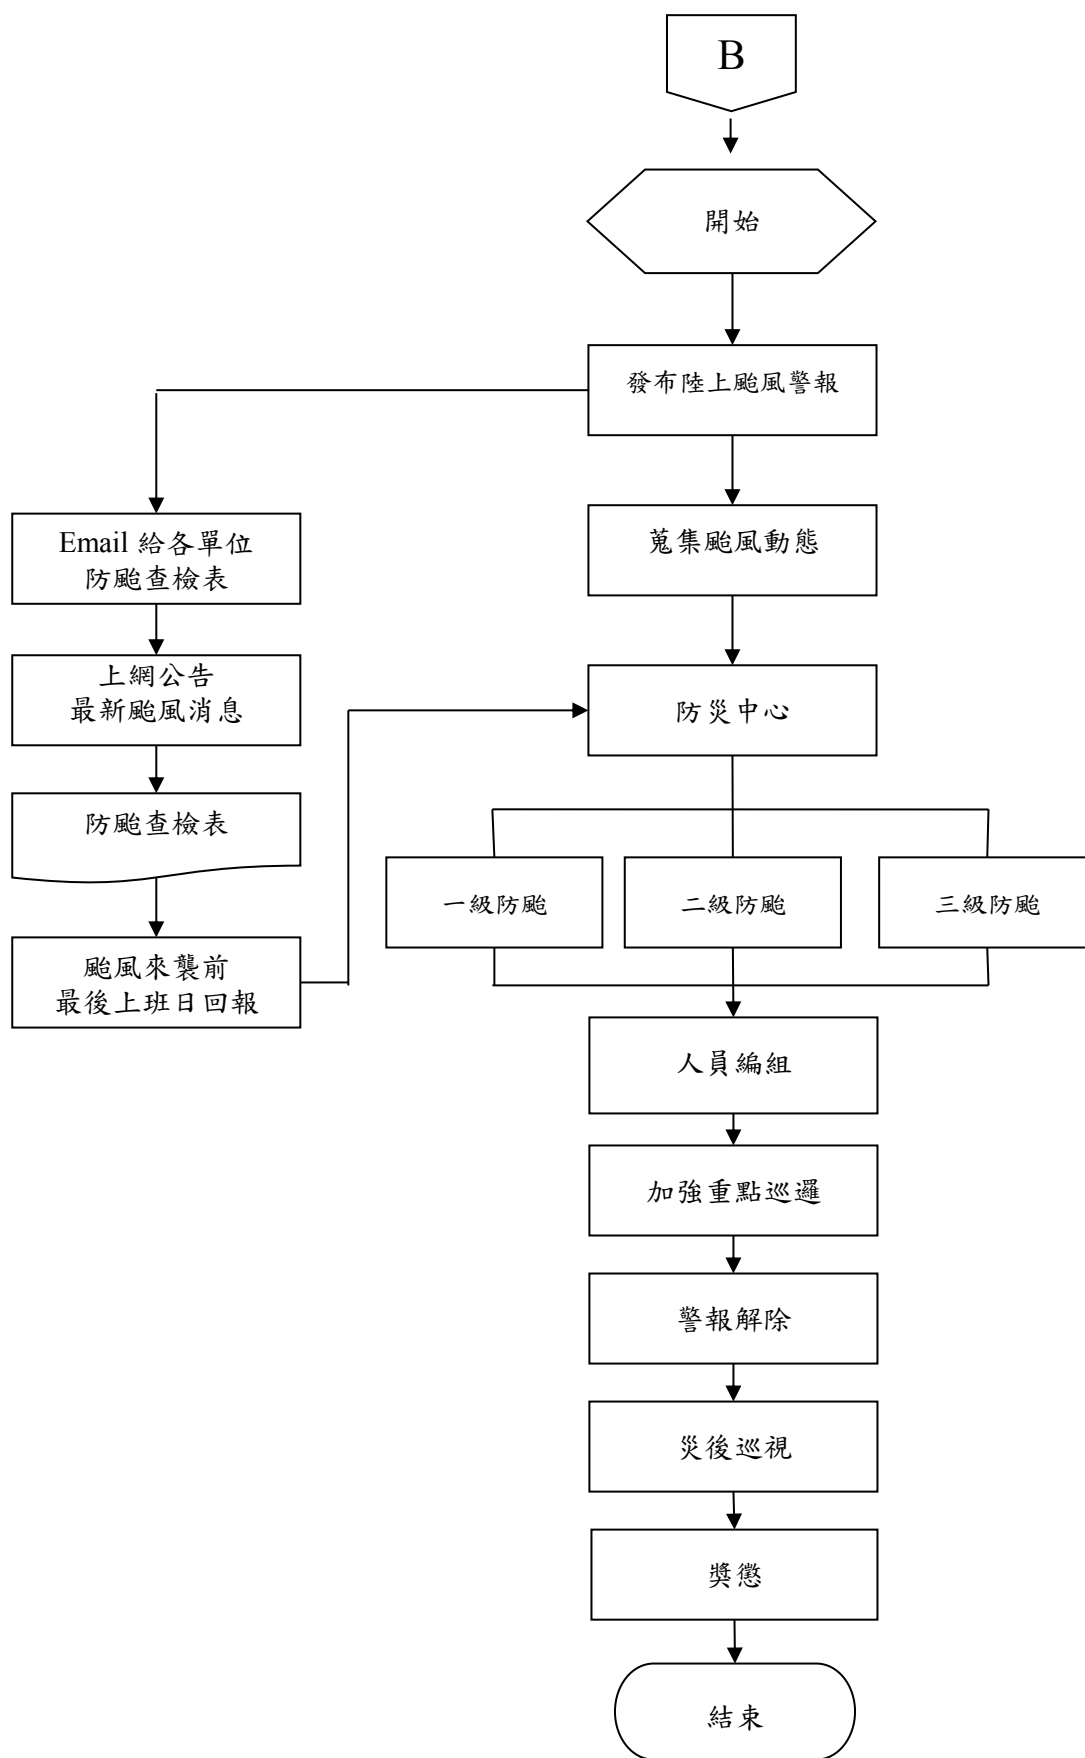 B
開始
發布陸上颱風警報
Email 給各單位
防颱查檢表
蒐集颱風動態
上網公告
最新颱風消息
防災中心
防颱查檢表
一級防颱
二級防颱
三級防颱
颱風來襲前
最後上班日回報
人員編組
加強重點巡邏
警報解除
災後巡視
獎懲
結束